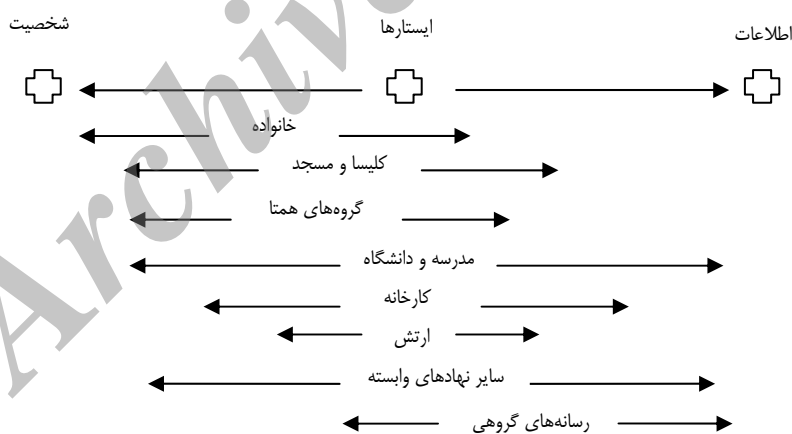 شخصیت ایستارها اطلاعات
خانواده
کلیسا و مسجد
گروه‌های همتا
مدرسه و دانشگاه
کارخانه
ارتش
سایر نهادهای وابسته
رسانه‌های گروهی
Archive